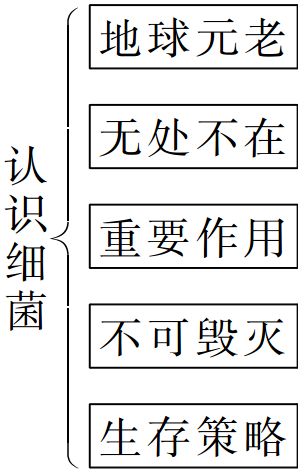 认识细菌
地球元老
无处不在
重要作用
不可毁灭
生存策略